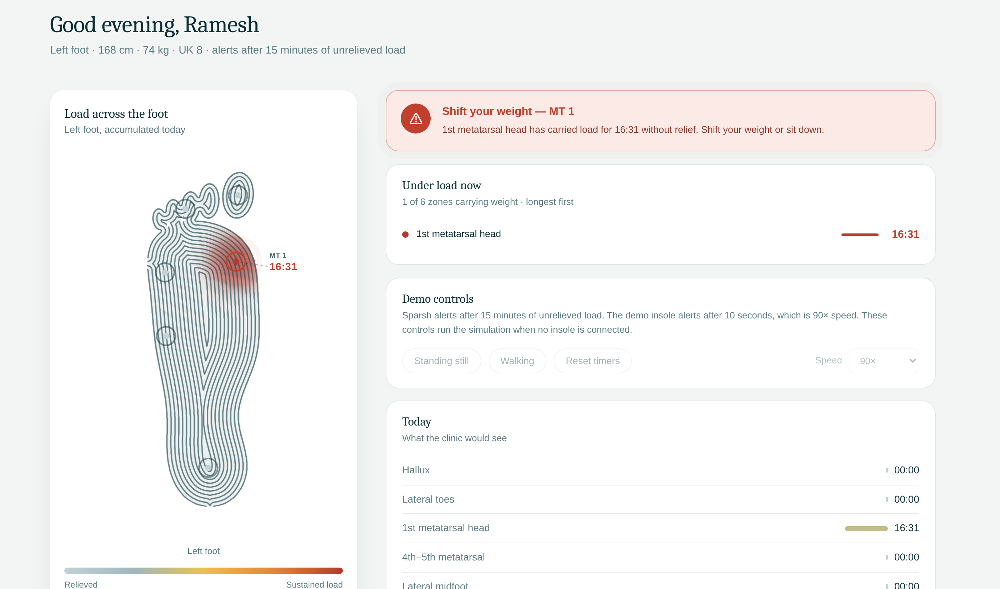 Good evening, Ramesh
Left foot · 168 cm · 74 kg · UK 8 · alerts after 15 minutes of unrelieved load
Load across the foot
Left foot, accumulated today
MT 1
16:31
Left foot
Relieved
Sustained load
Shift your weight — MT 1
1st metatarsal head has carried load for 16:31 without relief. Shift your weight or sit down.
Under load now
1 of 6 zones carrying weight · longest first
1st metatarsal head 16:31
Demo controls
Sparsh alerts after 15 minutes of unrelieved load. The demo insole alerts after 10 seconds, which is 90× speed. These
controls run the simulation when no insole is connected.
Standing still Walking Reset timers Speed 90×
Today
What the clinic would see
Hallux 00:00
Lateral toes 00:00
1st metatarsal head 16:31
4th–5th metatarsal 00:00
Lateral midfoot 00:00